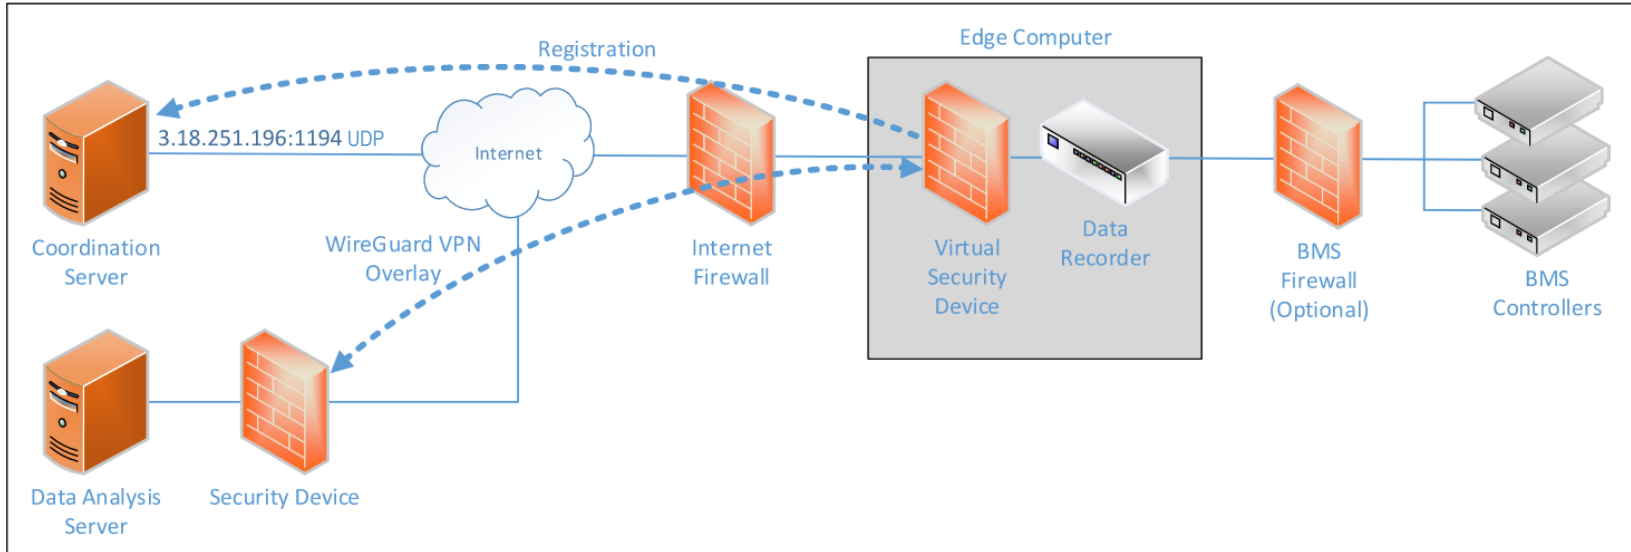 Edge Computer
Registration
3.18.251.196:1194 UDP
Internet
Coordination
Server
WireGuard VPN
Overlay
Internet
Firewall
Virtual
Security
Device
Data
Recorder
BMS
Firewall
(Optional)
BMS
Controllers
Data Analysis
Server
Security Device